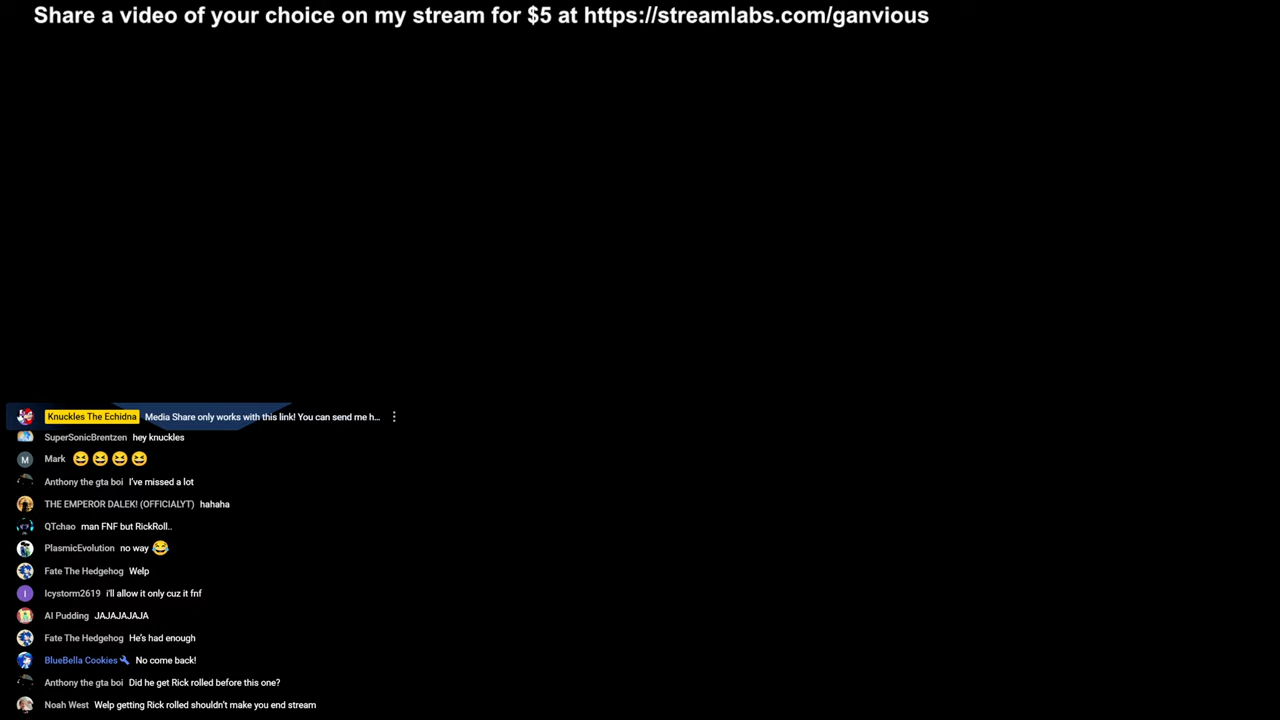 Share a video of your choice on my stream for $5 at https://streamlabs.com/ganvious
Knuckles The Echidna Media Share only works with this link! You can send me h...
SuperSonicBrentzen hey knuckles
M Mark 😆 😆 😆 😆
Anthony the gta boi I've missed a lot
THE EMPEROR DALEK! (OFFICIALYT) hahaha
QTchao man FNF but RickRoll..
PlasmicEvolution no way 😂
Fate The Hedgehog Welp
I Icystorm2619 i'll allow it only cuz it fnf
AI Pudding JAJAJAJAJA
Fate The Hedgehog He's had enough
BlueBella Cookies No come back!
Anthony the gta boi Did he get Rick rolled before this one?
Noah West Welp getting Rick rolled shouldn't make you end stream